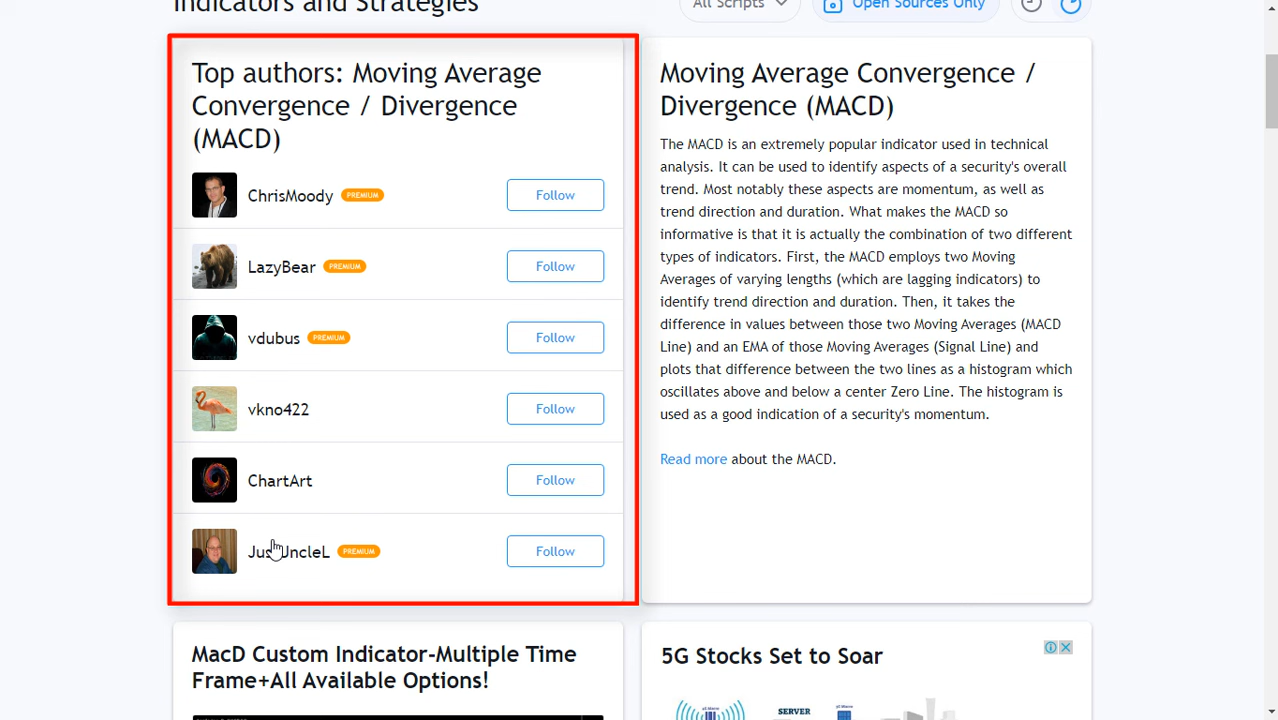 Indicators and Strategies
All Scripts
Open Sources Only
Top authors: Moving Average
Convergence / Divergence
(MACD)
ChrisMoody PREMIUM Follow
LazyBear PREMIUM Follow
vdubus PREMIUM Follow
vkno422 Follow
ChartArt Follow
JustUncleL PREMIUM Follow
Moving Average Convergence /
Divergence (MACD)
The MACD is an extremely popular indicator used in technical
analysis. It can be used to identify aspects of a security's overall
trend. Most notably these aspects are momentum, as well as
trend direction and duration. What makes the MACD so
informative is that it is actually the combination of two different
types of indicators. First, the MACD employs two Moving
Averages of varying lengths (which are lagging indicators) to
identify trend direction and duration. Then, it takes the
difference in values between those two Moving Averages (MACD
Line) and an EMA of those Moving Averages (Signal Line) and
plots that difference between the two lines as a histogram which
oscillates above and below a center Zero Line. The histogram is
used as a good indication of a security's momentum.
Read more about the MACD.
MacD Custom Indicator-Multiple Time
Frame+All Available Options!
5G Stocks Set to Soar
SERVER